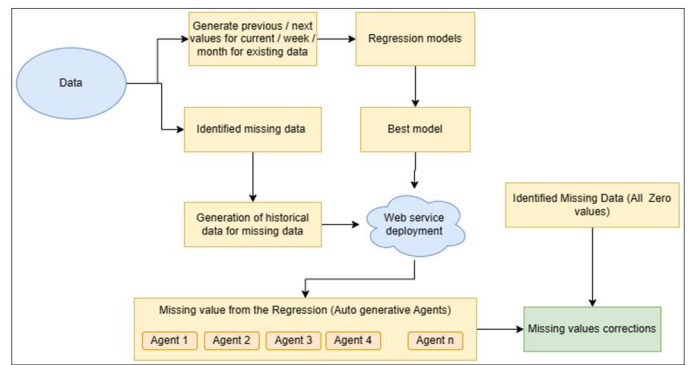 Generate previous / next
values for current / week /
month for existing data
Regression models
Data
Identified missing data
Best model
Generation of historical
data for missing data
Web service
deployment
Identified Missing Data (All Zero
values)
Missing value from the Regression (Auto generative Agents)
Agent 1 Agent 2 Agent 3 Agent 4 Agent n
Missing values corrections